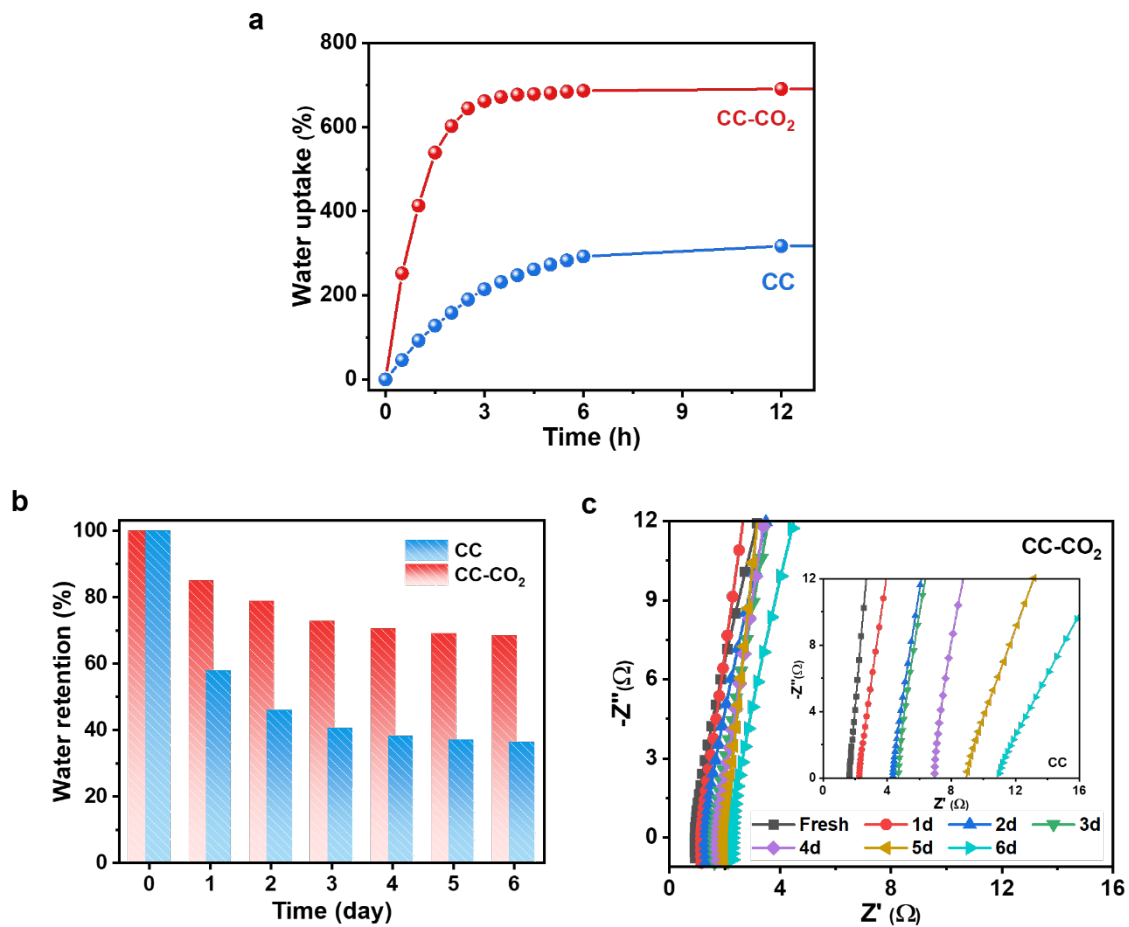 a
800
600
400
200
0
Water uptake (%)
CC-CO₂
CC
0 3 6 9 12
Time (h)
b
100
80
60
40
20
0
Water retention (%)
CC
CC-CO₂
0 1 2 3 4 5 6
Time (day)
c
12
9
6
3
0
-Z''(Ω)
CC-CO₂
12
8
4
0
-Z''(Ω)
CC
0 4 8 12 16
Z' (Ω)
Fresh 1d 2d 3d
4d 5d 6d
0 4 8 12 16
Z' (Ω)